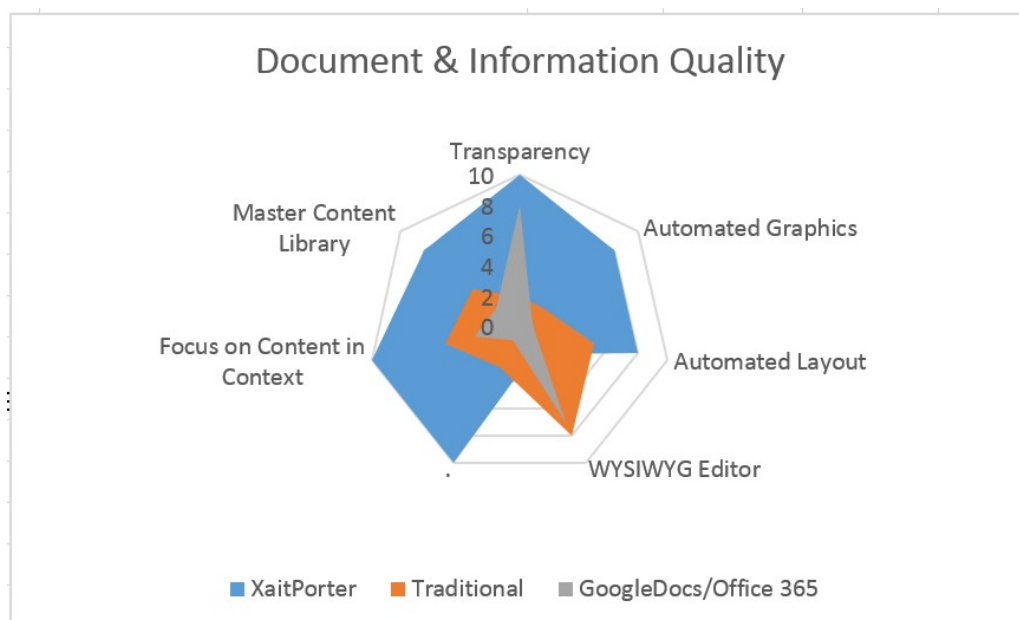 Document & Information Quality
Transparency
10
8
6
4
2
0
Master Content
Library
Automated Graphics
Focus on Content in
Context
Automated Layout
.
WYSIWYG Editor
XaitPorter
Traditional
GoogleDocs/Office 365